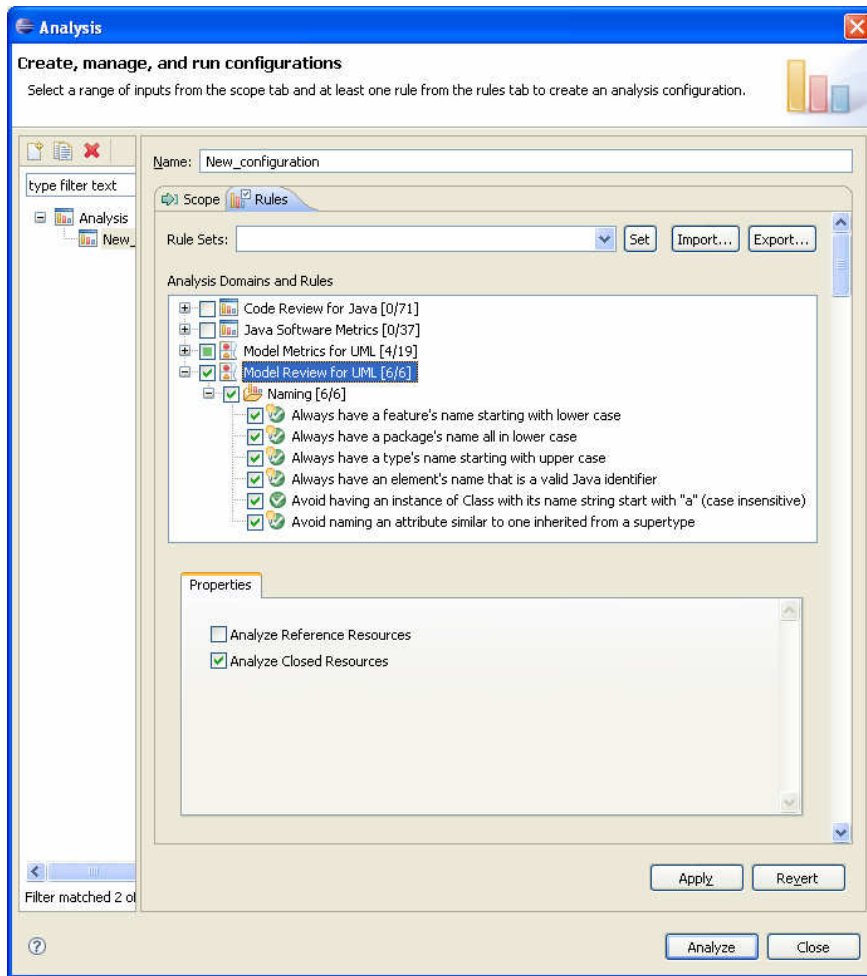 Analysis
Create, manage, and run configurations
Select a range of inputs from the scope tab and at least one rule from the rules tab to create an analysis configuration.
type filter text
Analysis
New_
Filter matched 2 of
Name: New_configuration
Scope Rules
Rule Sets: Set Import... Export...
Analysis Domains and Rules
Code Review for Java [0/71]
Java Software Metrics [0/37]
Model Metrics for UML [4/19]
Model Review for UML [6/6]
Naming [6/6]
Always have a feature's name starting with lower case
Always have a package's name all in lower case
Always have a type's name starting with upper case
Always have an element's name that is a valid Java identifier
Avoid having an instance of Class with its name string start with "a" (case insensitive)
Avoid naming an attribute similar to one inherited from a supertype
Properties
Analyze Reference Resources
Analyze Closed Resources
Apply Revert
? Analyze Close